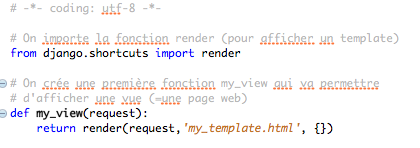 # -*- coding: utf-8 -*-
# On importe la fonction render (pour afficher un template)
from django.shortcuts import render
# On crée une première fonction my_view qui va permettre
# d'afficher une vue (=une page web)
def my_view(request):
    return render(request,'my_template.html', {})